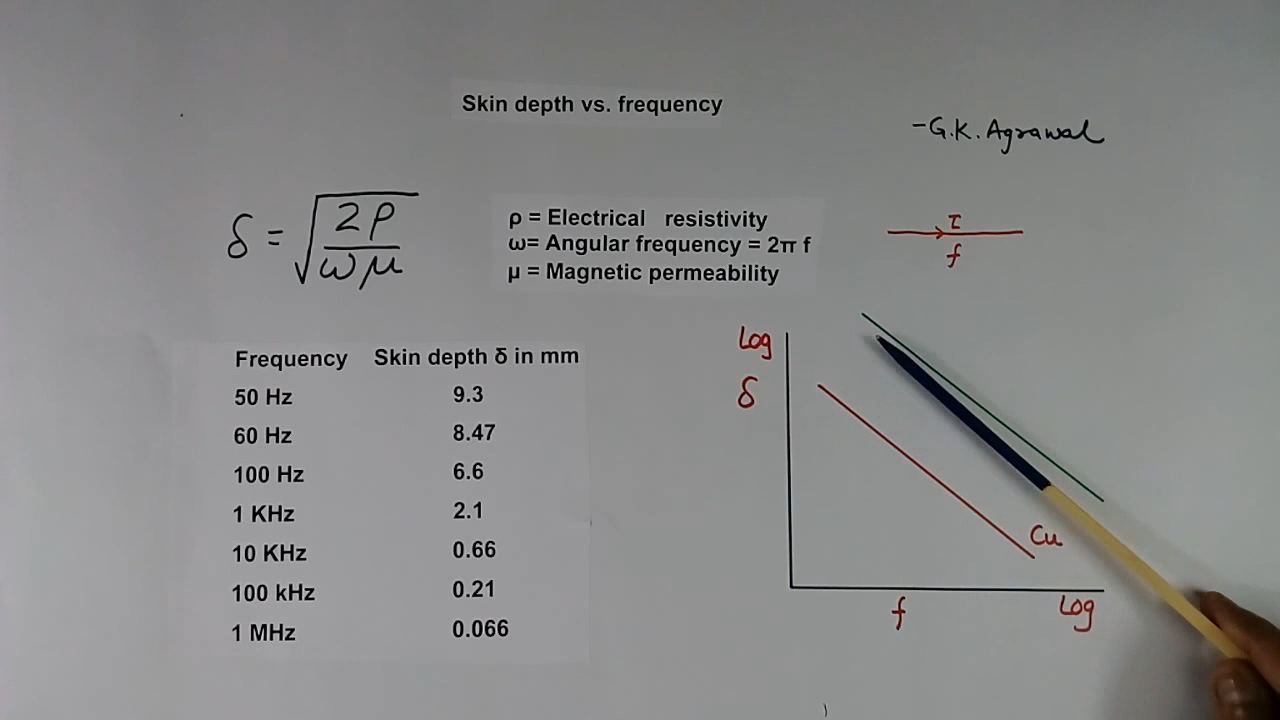 Skin depth vs. frequency
-G.K. Agrawal
δ = √2ρ/ωμ
ρ = Electrical resistivity
ω= Angular frequency = 2π f
μ = Magnetic permeability
I
f
Frequency Skin depth δ in mm
50 Hz 9.3
60 Hz 8.47
100 Hz 6.6
1 KHz 2.1
10 KHz 0.66
100 kHz 0.21
1 MHz 0.066
Log
δ
Cu
f
Log